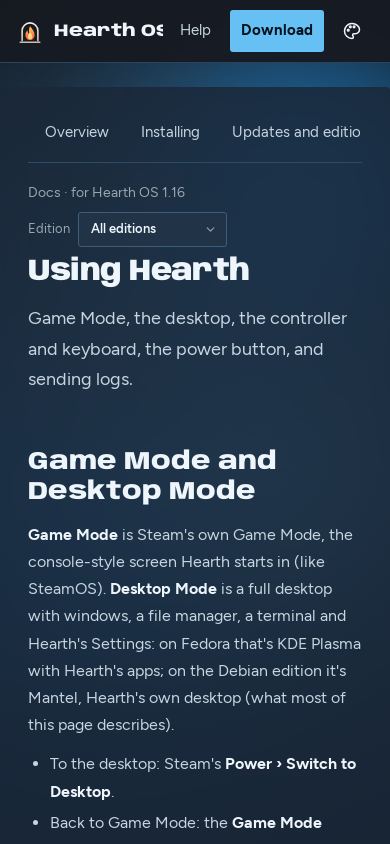 Hearth OS Help Download
Overview Installing Updates and editio
Docs · for Hearth OS 1.16
Edition All editions
Using Hearth
Game Mode, the desktop, the controller
and keyboard, the power button, and
sending logs.
Game Mode and
Desktop Mode
Game Mode is Steam's own Game Mode, the
console-style screen Hearth starts in (like
SteamOS). Desktop Mode is a full desktop
with windows, a file manager, a terminal and
Hearth's Settings: on Fedora that's KDE Plasma
with Hearth's apps; on the Debian edition it's
Mantel, Hearth's own desktop (what most of
this page describes).
• To the desktop: Steam's Power › Switch to
Desktop.
• Back to Game Mode: the Game Mode